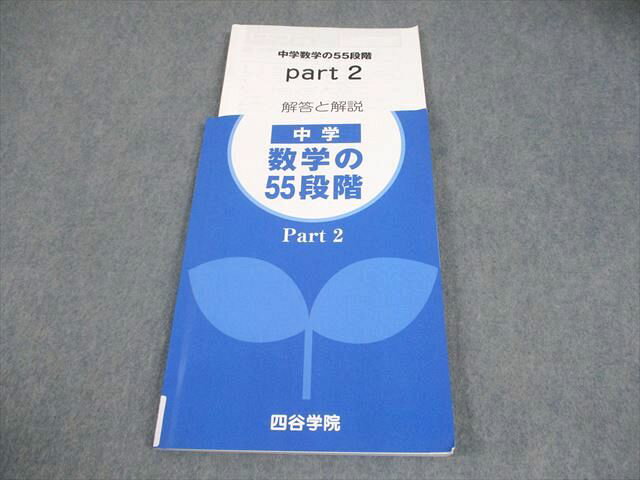 中学数学の55段階
part 2
解答と解説
中学
数学の
55段階
Part 2
四谷学院